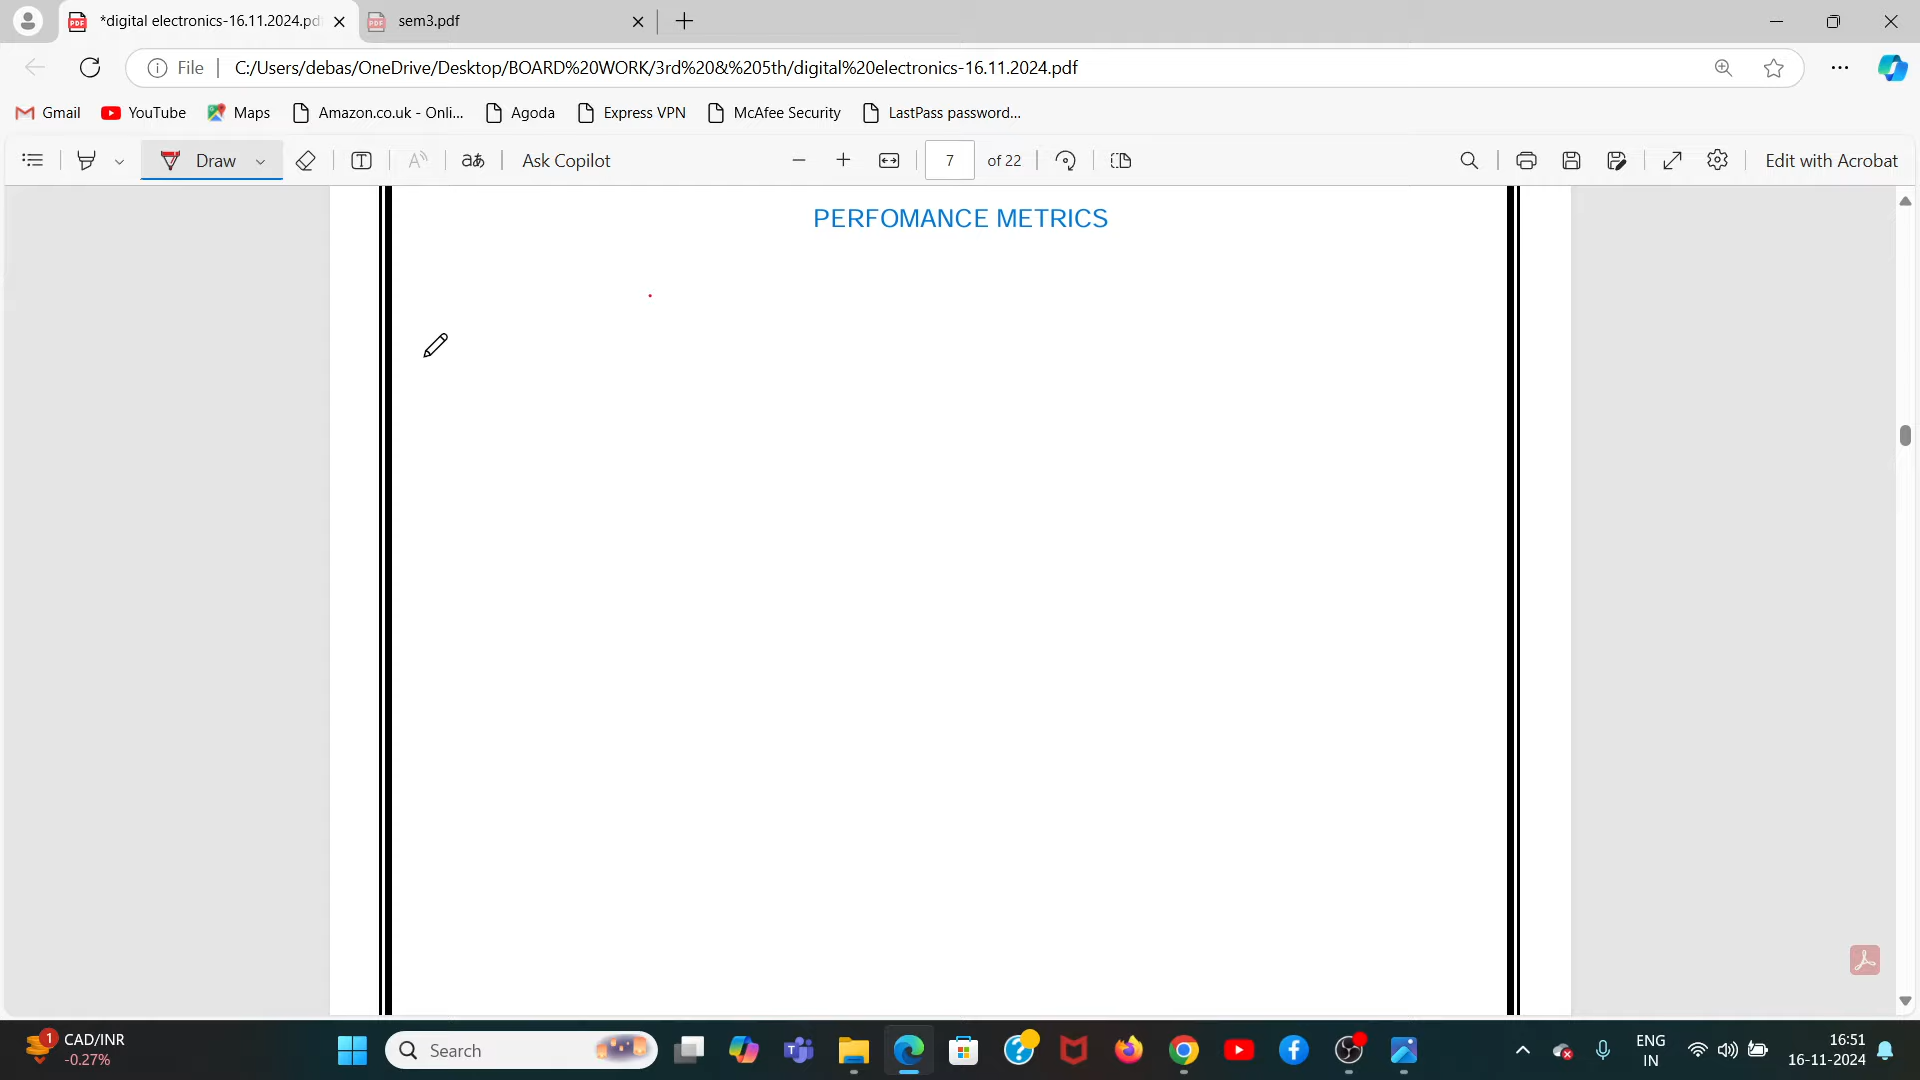 *digital electronics-16.11.2024.pd
sem3.pdf
File
C:/Users/debas/OneDrive/Desktop/BOARD%20WORK/3rd%20&%205th/digital%20electronics-16.11.2024.pdf
Gmail
YouTube
Maps
Amazon.co.uk - Onli...
Agoda
Express VPN
McAfee Security
LastPass password...
Draw
aあ
Ask Copilot
7
of 22
Edit with Acrobat
PERFOMANCE METRICS
1
CAD/INR
-0.27%
Search
ENG
IN
16:51
16-11-2024